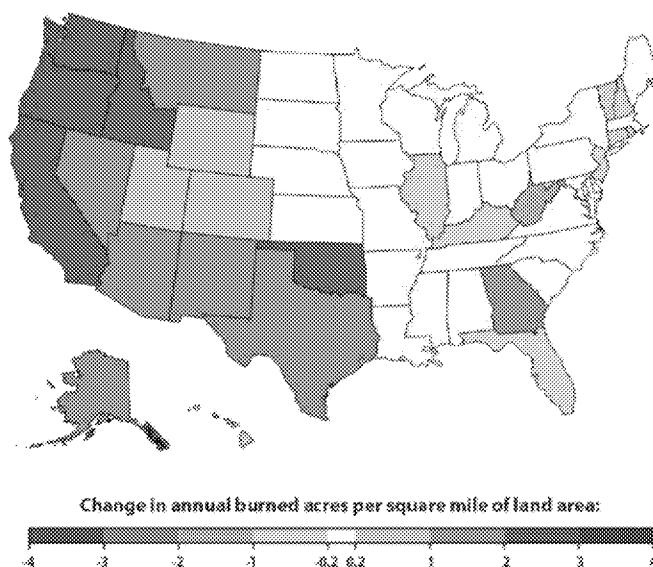 Change in annual burned acres per square mile of land area:
-4 -3 -2 -1 -0.2 0.2 1 2 3 4